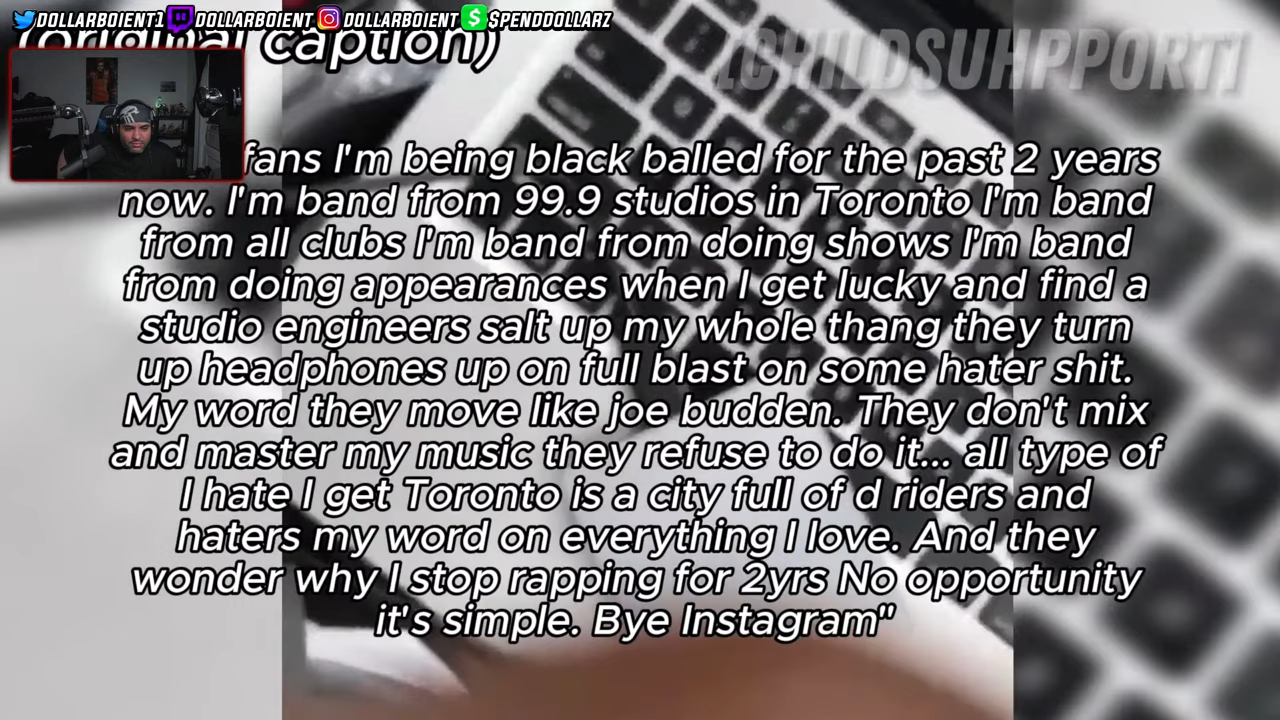 DOLLARBOIENT1 DOLLARBOIENT DOLLARBOIENT $PENDDOLLARZ
(original caption)
[CHILDSUHPPORT]
fans I'm being black balled for the past 2 years
now. I'm band from 99.9 studios in Toronto I'm band
from all clubs I'm band from doing shows I'm band
from doing appearances when I get lucky and find a
studio engineers salt up my whole thang they turn
up headphones up on full blast on some hater shit.
My word they move like joe budden. They don't mix
and master my music they refuse to do it... all type of
I hate I get Toronto is a city full of d riders and
haters my word on everything I love. And they
wonder why I stop rapping for 2yrs No opportunity
it's simple. Bye Instagram"